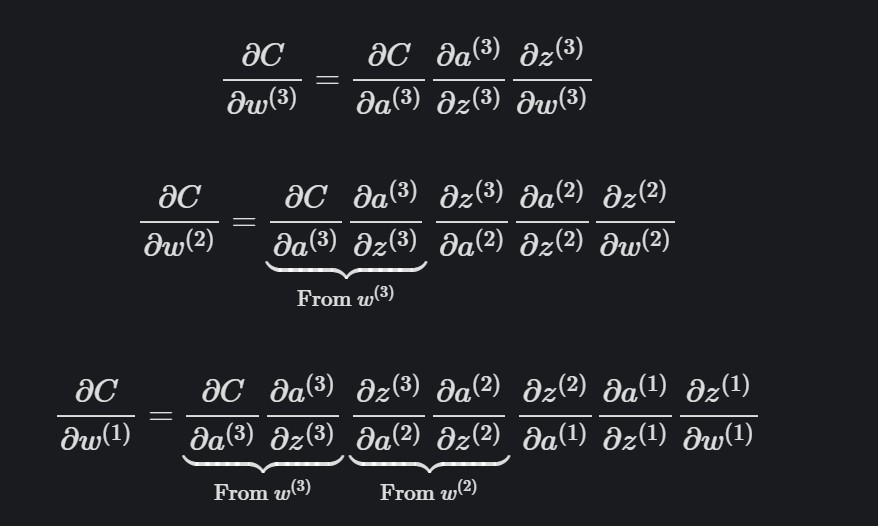 ∂C/∂w⁽³⁾ = ∂C/∂a⁽³⁾ ∂a⁽³⁾/∂z⁽³⁾ ∂z⁽³⁾/∂w⁽³⁾
∂C/∂w⁽²⁾ = ∂C/∂a⁽³⁾ ∂a⁽³⁾/∂z⁽³⁾ ∂z⁽³⁾/∂a⁽²⁾ ∂a⁽²⁾/∂z⁽²⁾ ∂z⁽²⁾/∂w⁽²⁾
From w⁽³⁾
∂C/∂w⁽¹⁾ = ∂C/∂a⁽³⁾ ∂a⁽³⁾/∂z⁽³⁾ ∂z⁽³⁾/∂a⁽²⁾ ∂a⁽²⁾/∂z⁽²⁾ ∂z⁽²⁾/∂a⁽¹⁾ ∂a⁽¹⁾/∂z⁽¹⁾ ∂z⁽¹⁾/∂w⁽¹⁾
From w⁽³⁾ From w⁽²⁾